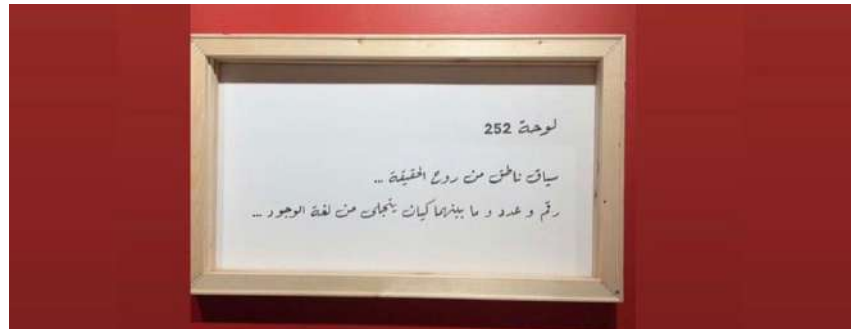 لوحة 252
سياق ناطق من روح الحقيقة ...
رقم و عدد و ما بينهما كيان يتجلى من لغة الوجود ...